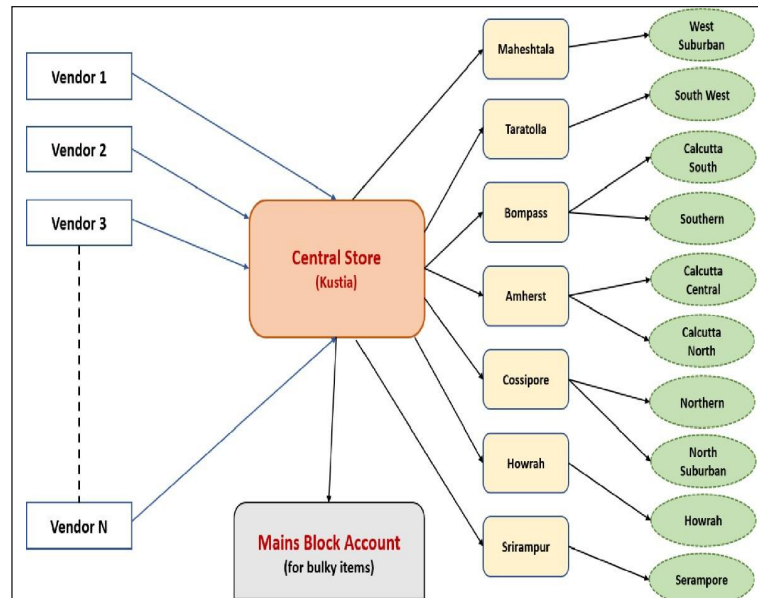 Vendor 1
Vendor 2
Vendor 3
Vendor N
Central Store
(Kustia)
Mains Block Account
(for bulky items)
Maheshtala
Taratolla
Bompass
Amherst
Cossipore
Howrah
Srirampur
West
Suburban
South West
Calcutta
South
Southern
Calcutta
Central
Calcutta
North
Northern
North
Suburban
Howrah
Serampore